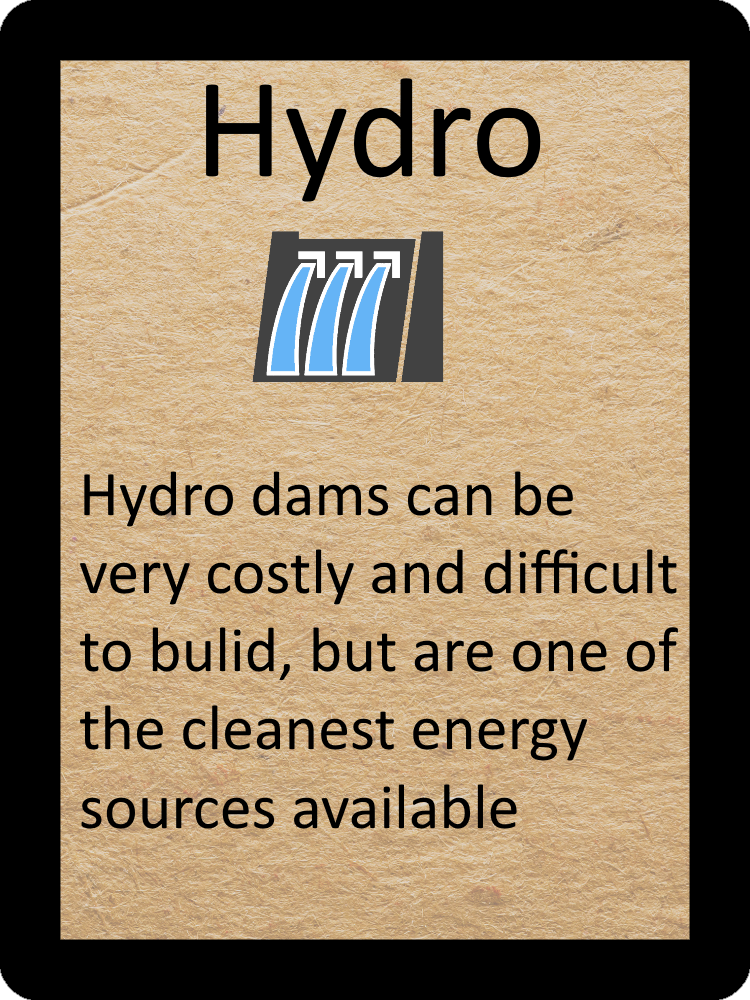 Hydro
Hydro dams can be
very costly and difficult
to bulid, but are one of
the cleanest energy
sources available